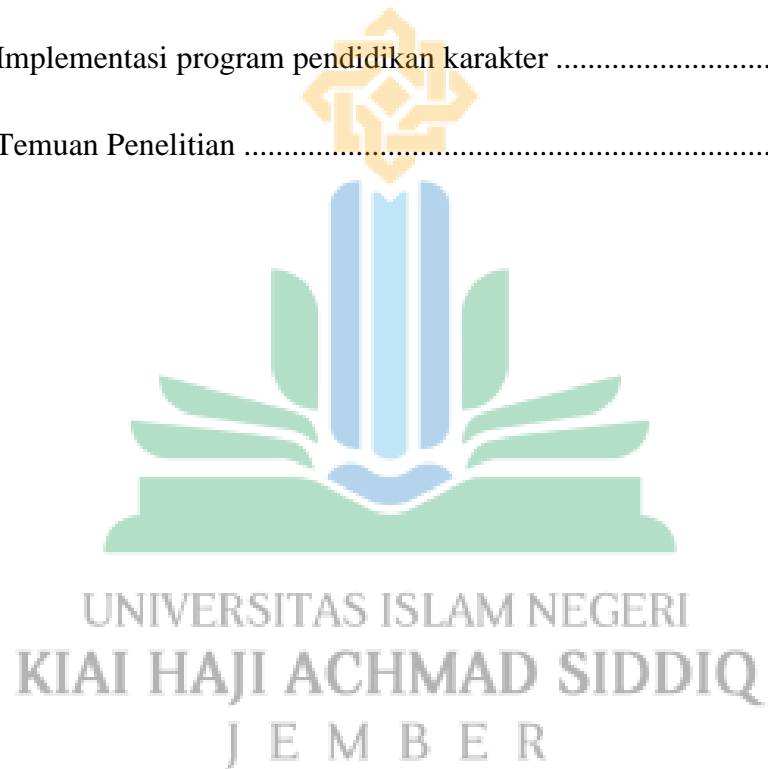 Implementasi program pendidikan karakter ..........................
Temuan Penelitian ..................................................................
UNIVERSITAS ISLAM NEGERI
KIAI HAJI ACHMAD SIDDIQ
JEMBER